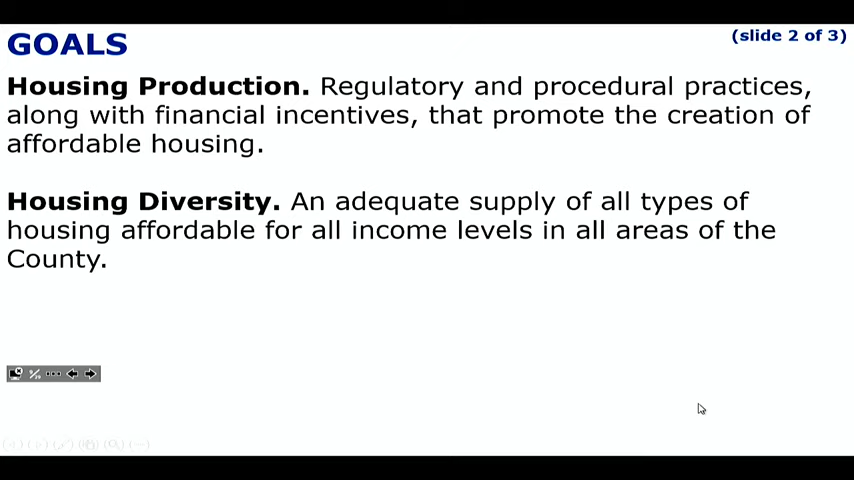 GOALS
(slide 2 of 3)
Housing Production. Regulatory and procedural practices,
along with financial incentives, that promote the creation of
affordable housing.
Housing Diversity. An adequate supply of all types of
housing affordable for all income levels in all areas of the
County.